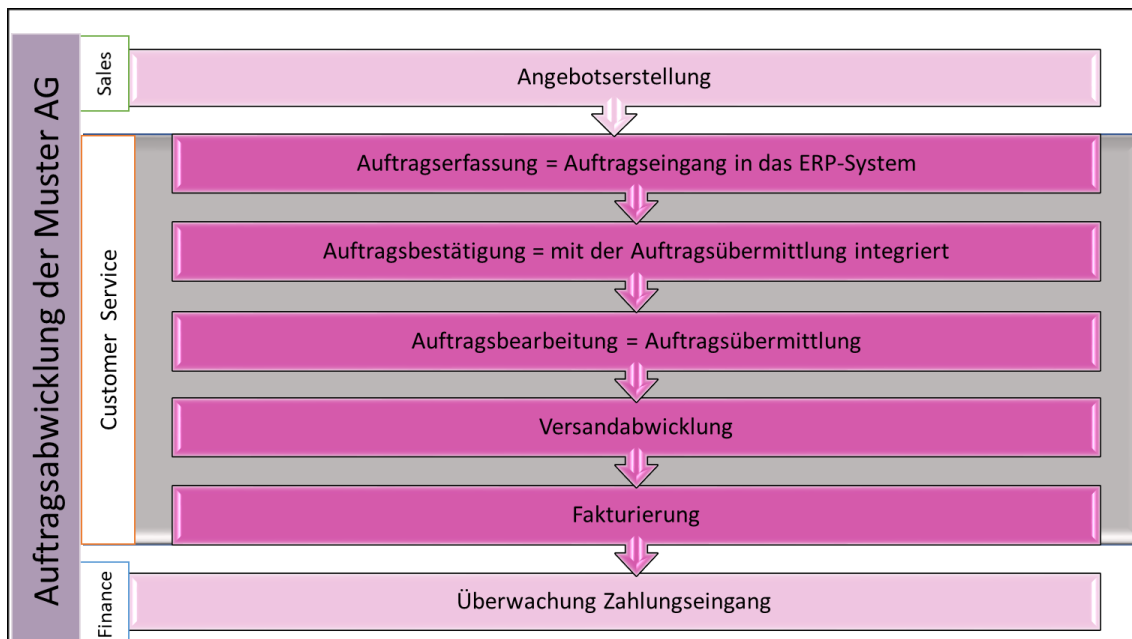 Auftragsabwicklung der Muster AG
Sales
Angebotserstellung
Customer Service
Auftragserfassung = Auftragseingang in das ERP-System
Auftragsbestätigung = mit der Auftragsübermittlung integriert
Auftragsbearbeitung = Auftragsübermittlung
Versandabwicklung
Fakturierung
Finance
Überwachung Zahlungseingang